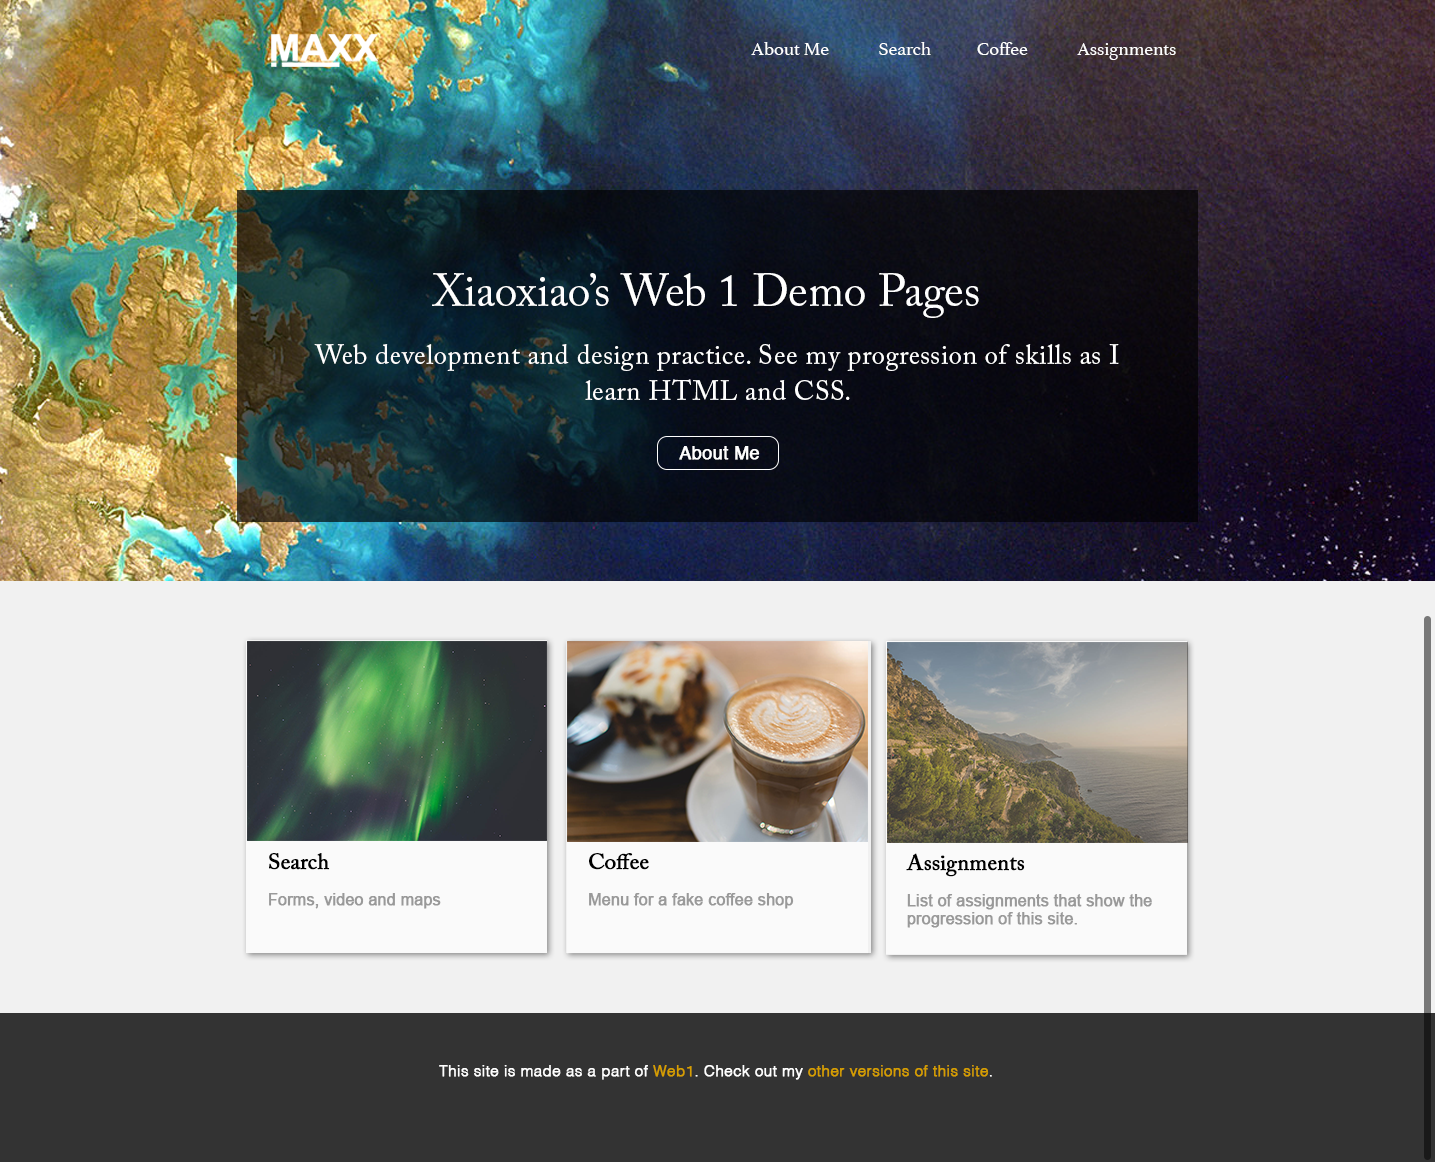 MAXX
About Me Search Coffee Assignments
Xiaoxiao’s Web 1 Demo Pages
Web development and design practice. See my progression of skills as I
learn HTML and CSS.
About Me
Search
Forms, video and maps
Coffee
Menu for a fake coffee shop
Assignments
List of assignments that show the
progression of this site.
This site is made as a part of Web1. Check out my other versions of this site.